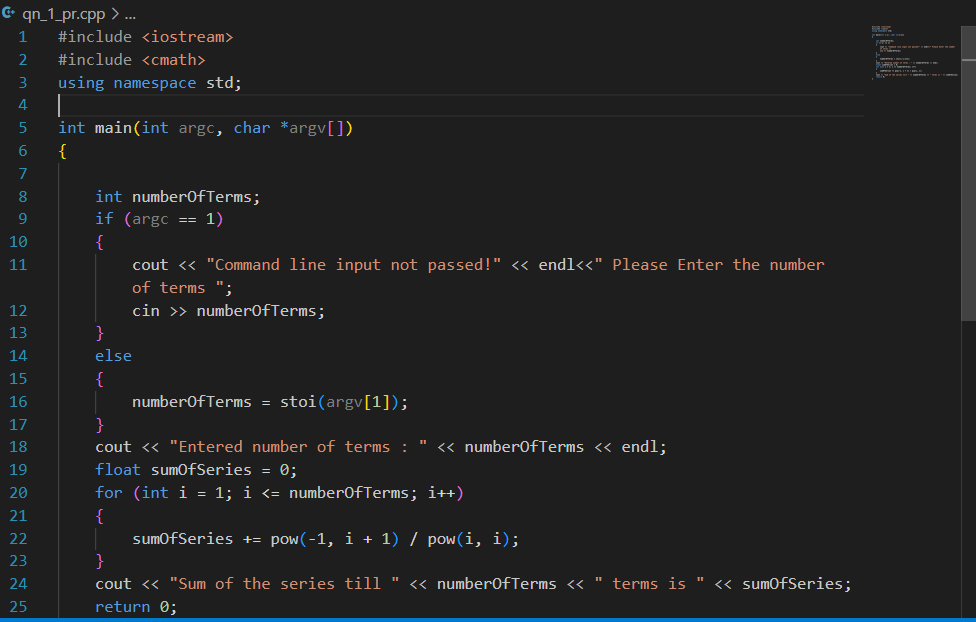 qn_1_pr.cpp > ...
1 #include <iostream>
2 #include <cmath>
3 using namespace std;
4
5 int main(int argc, char *argv[])
6 {
7
8     int numberOfTerms;
9     if (argc == 1)
10     {
11         cout << "Command line input not passed!" << endl<<" Please Enter the number
        of terms ";
12         cin >> numberOfTerms;
13     }
14     else
15     {
16         numberOfTerms = stoi(argv[1]);
17     }
18     cout << "Entered number of terms : " << numberOfTerms << endl;
19     float sumOfSeries = 0;
20     for (int i = 1; i <= numberOfTerms; i++)
21     {
22         sumOfSeries += pow(-1, i + 1) / pow(i, i);
23     }
24     cout << "Sum of the series till " << numberOfTerms << " terms is " << sumOfSeries;
25     return 0;